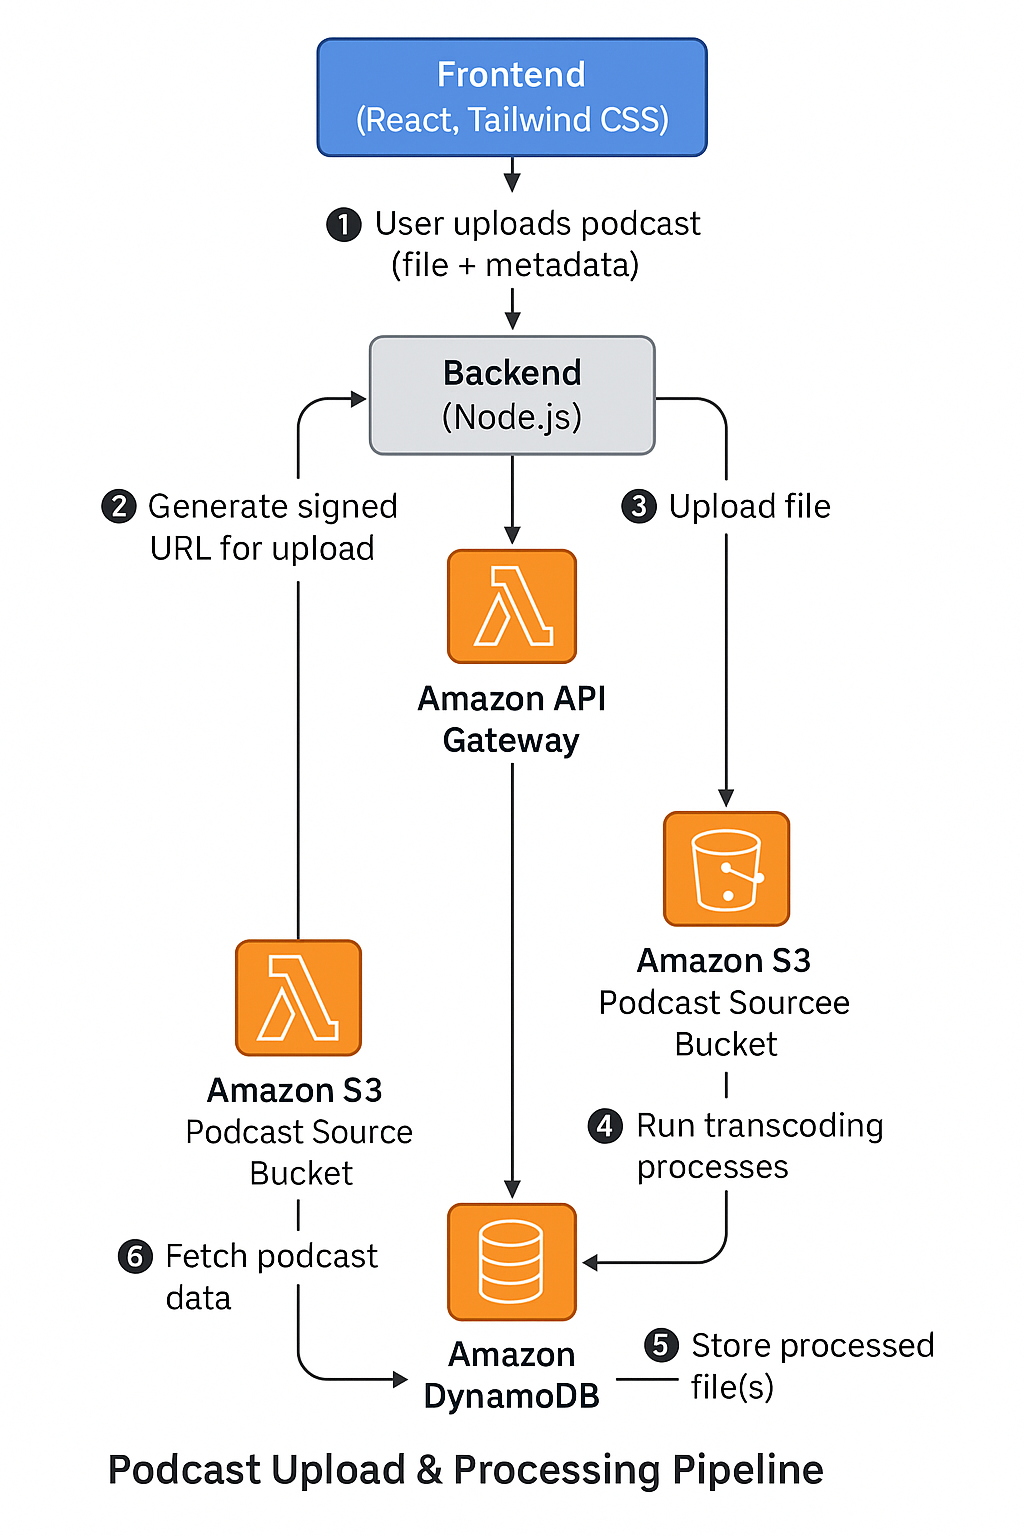 Frontend
(React, Tailwind CSS)
1 User uploads podcast
(file + metadata)
Backend
(Node.js)
2 Generate signed
URL for upload
3 Upload file
Amazon API
Gateway
Amazon S3
Podcast Sourcee
Bucket
Amazon S3
Podcast Source
Bucket
4 Run transcoding
processes
6 Fetch podcast
data
Amazon
DynamoDB
5 Store processed
file(s)
Podcast Upload & Processing Pipeline